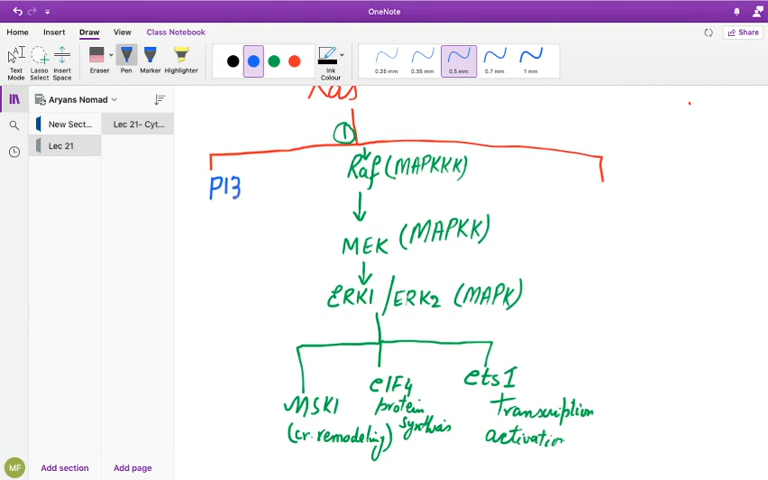 OneNote
Home Insert Draw View Class Notebook
Share
Text Mode
Lasso Select
Insert Space
Eraser
Pen
Marker
Highlighter
Ink Colour
0.25 mm
0.35 mm
0.5 mm
0.7 mm
1 mm
Aryans Nomad
New Sect...
Lec 21- Cyt...
Lec 21
Ras
1
Raf (MAPKKK)
PI3
MEK (MAPKK)
ERK1/ERK2 (MAPK)
MSK1
(cr. remodeling)
eIF4
protein
synthesis
ets1
transcription
activation
MF
Add section
Add page